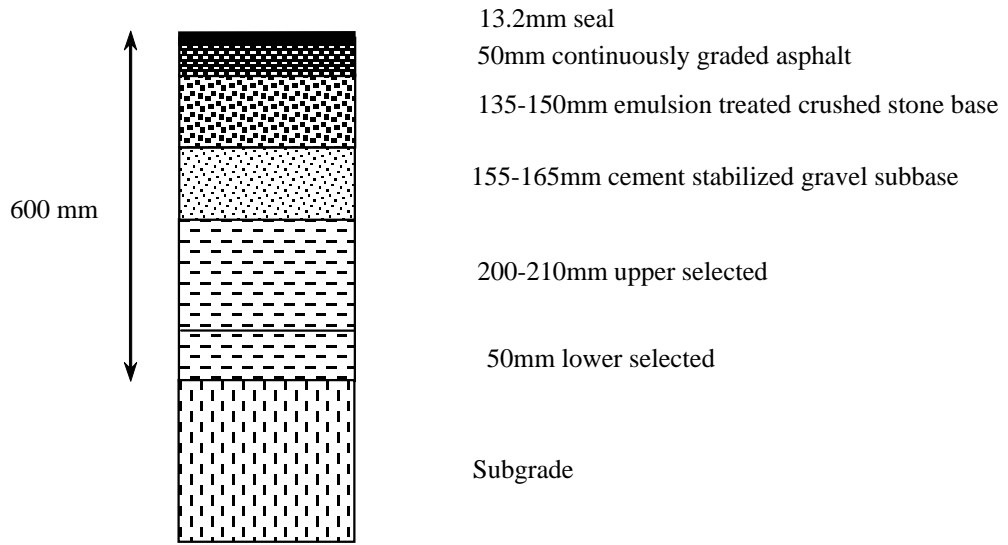 13.2mm seal
50mm continuously graded asphalt
135-150mm emulsion treated crushed stone base
155-165mm cement stabilized gravel subbase
600 mm
200-210mm upper selected
50mm lower selected
Subgrade